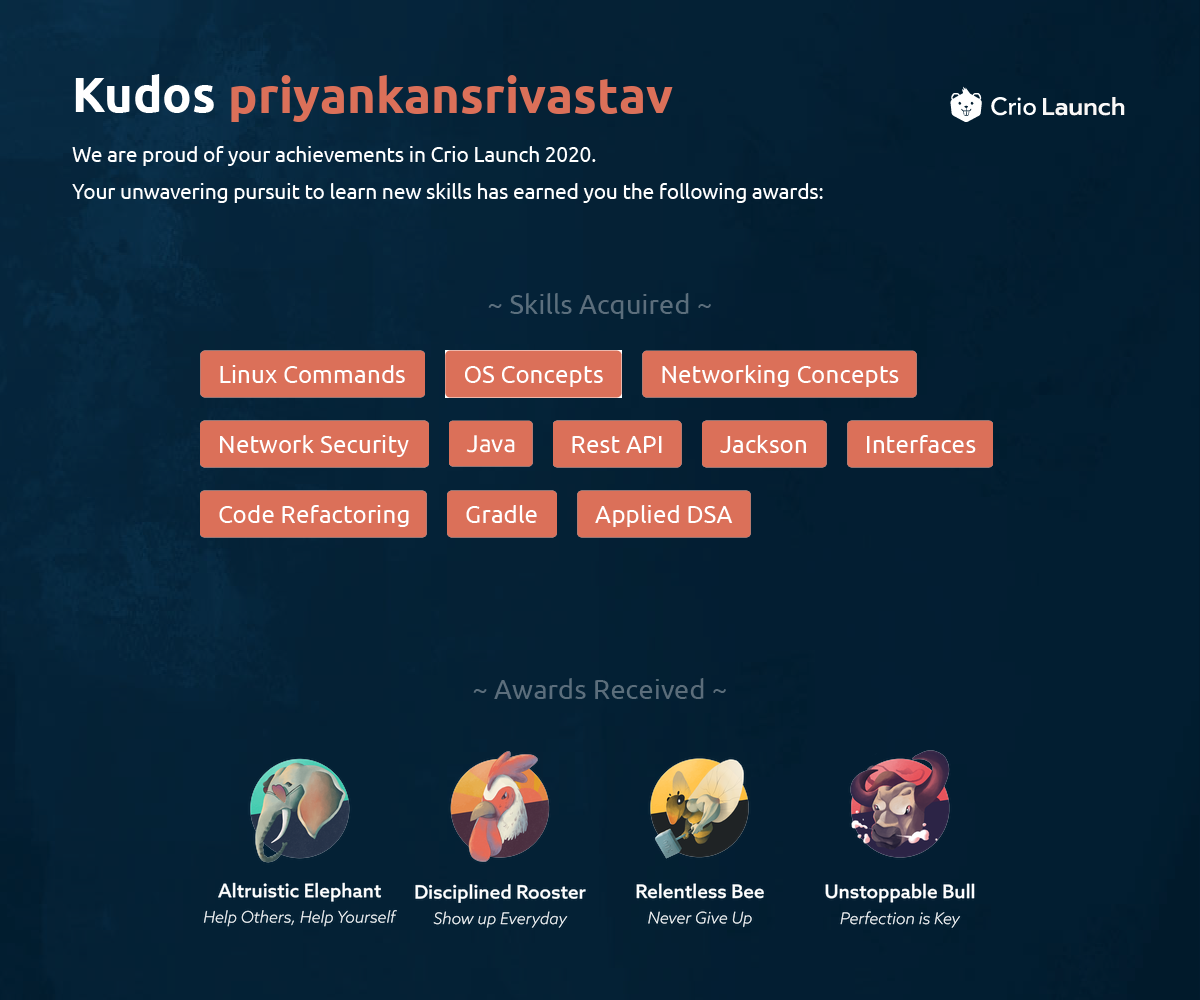 Kudos priyankansrivastav
Crio Launch
We are proud of your achievements in Crio Launch 2020.
Your unwavering pursuit to learn new skills has earned you the following awards:
~ Skills Acquired ~
Linux Commands OS Concepts Networking Concepts
Network Security Java Rest API Jackson Interfaces
Code Refactoring Gradle Applied DSA
~ Awards Received ~
Altruistic Elephant Disciplined Rooster Relentless Bee Unstoppable Bull
Help Others, Help Yourself Show up Everyday Never Give Up Perfection is Key